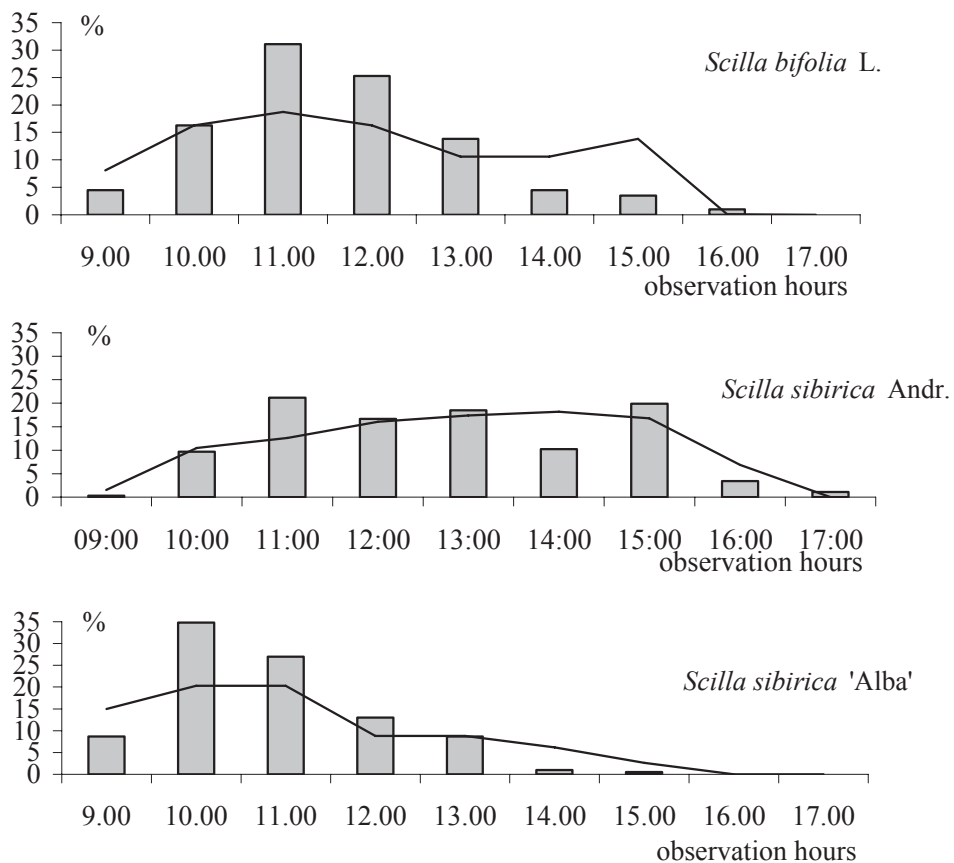 35 %
30
25
20
15
10
5
0
Scilla bifolia L.
9.00 10.00 11.00 12.00 13.00 14.00 15.00 16.00 17.00
observation hours
35 %
30
25
20
15
10
5
0
Scilla sibirica Andr.
09:00 10:00 11:00 12:00 13:00 14:00 15:00 16:00 17:00
observation hours
35 %
30
25
20
15
10
5
0
Scilla sibirica 'Alba'
9.00 10.00 11.00 12.00 13.00 14.00 15.00 16.00 17.00
observation hours